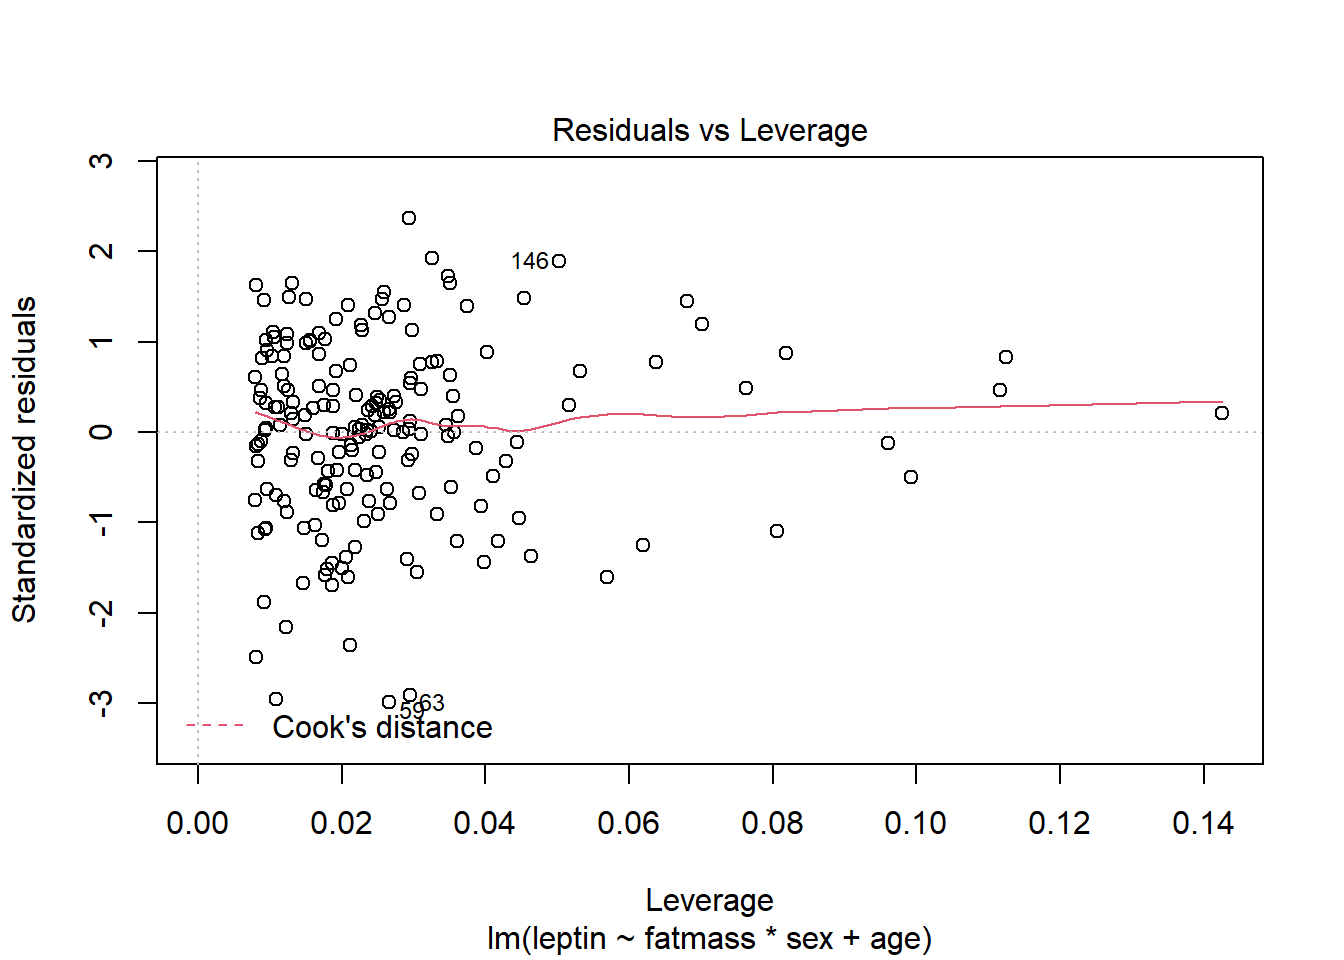 Residuals vs Leverage
Standardized residuals
3
2
1
0
-1
-2
-3
146
63
59
Cook's distance
0.00 0.02 0.04 0.06 0.08 0.10 0.12 0.14
Leverage
lm(leptin ~ fatmass * sex + age)